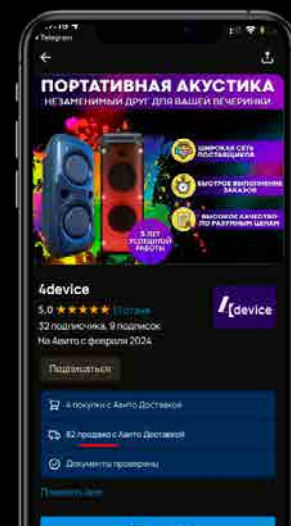 Telegram
ПОРТАТИВНАЯ АКУСТИКА
НЕЗАМЕНИМЫЙ ДРУГ ДЛЯ ВАШЕЙ ВЕЧЕРИНКИ
ШИРОКАЯ СЕТЬ
ПОСТАВЩИКОВ
БЫСТРОЕ ВЫПОЛНЕНИЕ
ЗАКАЗОВ
ВЫСОКОЕ КАЧЕСТВО
ПО РАЗУМНЫМ ЦЕНАМ
5 ЛЕТ
УСПЕШНОЙ
РАБОТЫ
4device
5,0 ★★★★★
32 подписчика, 9 подписок
На Авито с февраля 2024
4device
Подписаться
4 покупки с Авито Доставкой
82 продажи с Авито Доставкой
Документы проверены